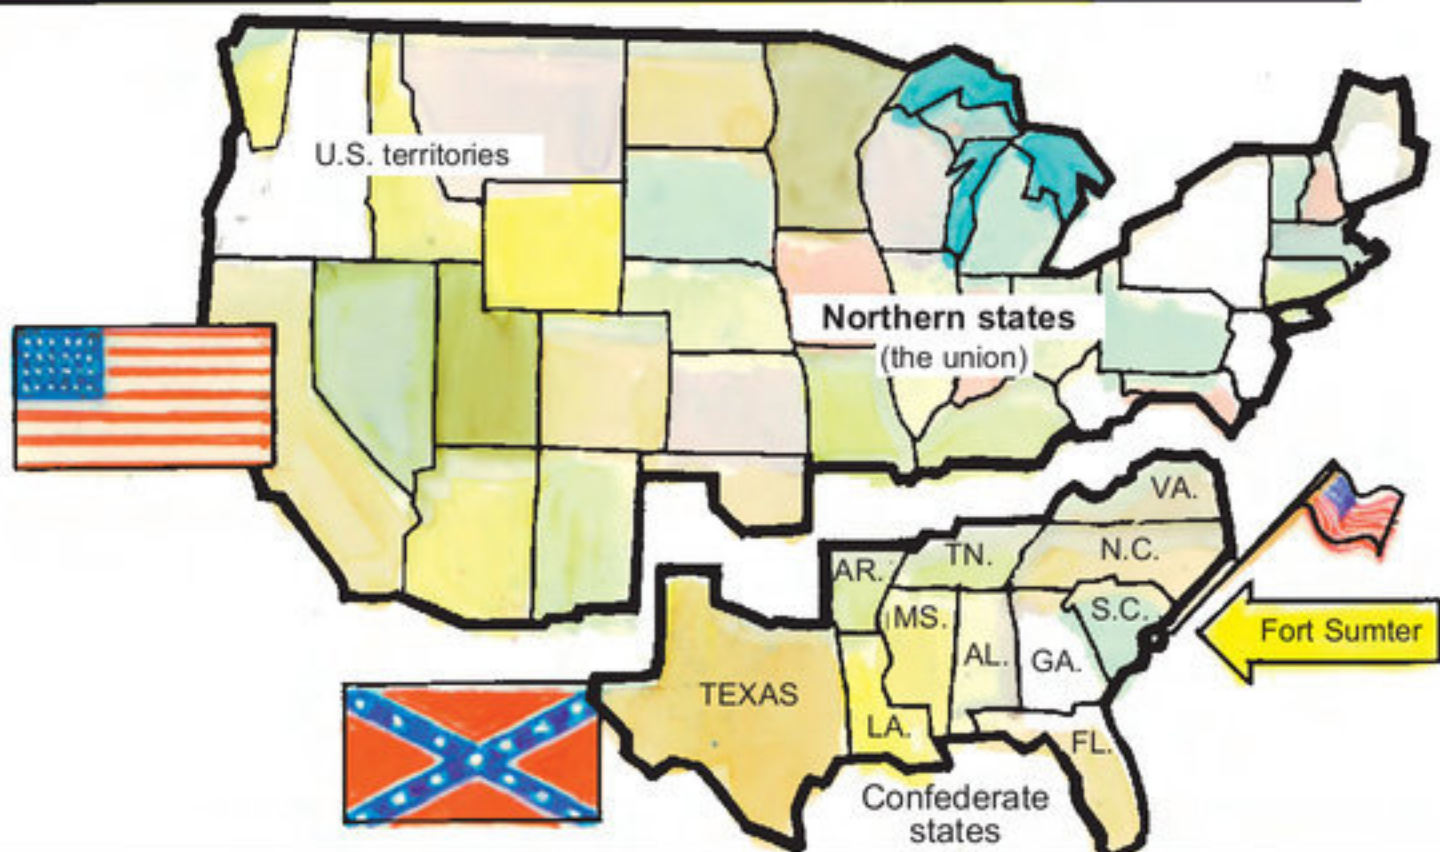 U.S. territories
Northern states
(the union)
VA.
N.C.
TN.
AR.
S.C.
MS.
AL.
GA.
Fort Sumter
TEXAS
LA.
FL.
Confederate
states